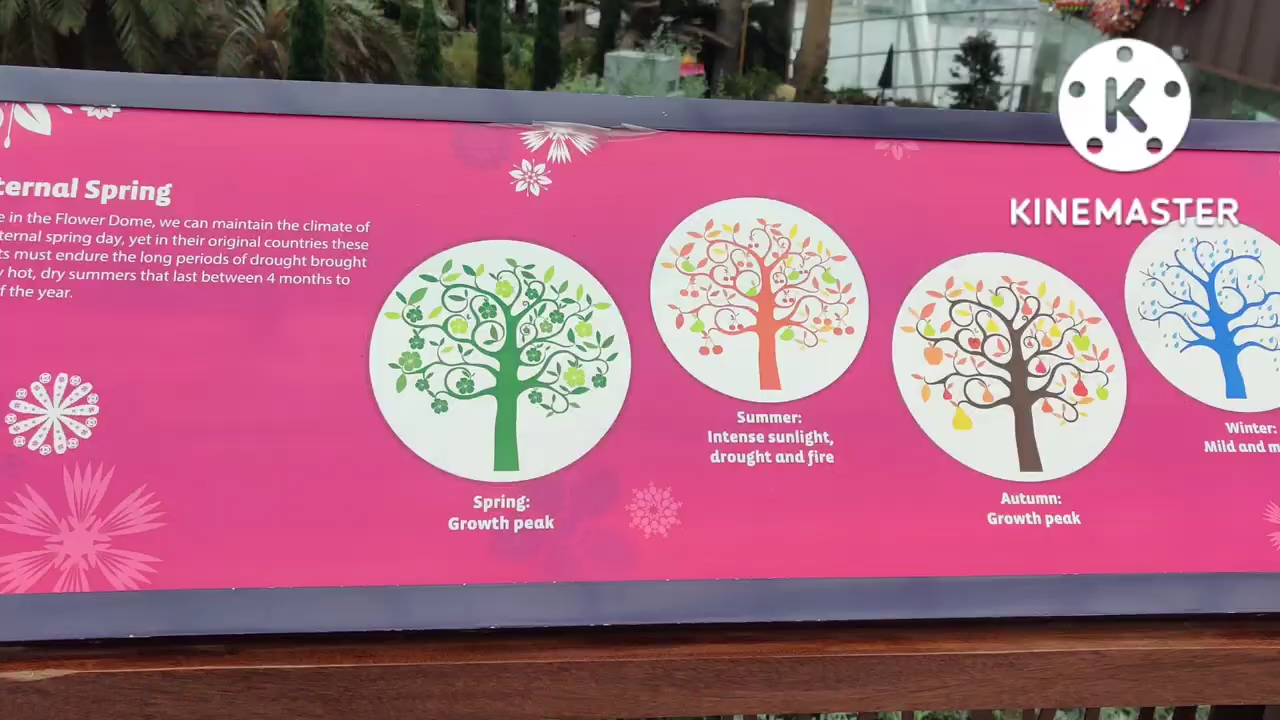 ternal Spring
e in the Flower Dome, we can maintain the climate of
ternal spring day, yet in their original countries these
ts must endure the long periods of drought brought
y hot, dry summers that last between 4 months to
f the year.
Spring:
Growth peak
Summer:
Intense sunlight,
drought and fire
Autumn:
Growth peak
Winter:
Mild and m
K
KINEMASTER